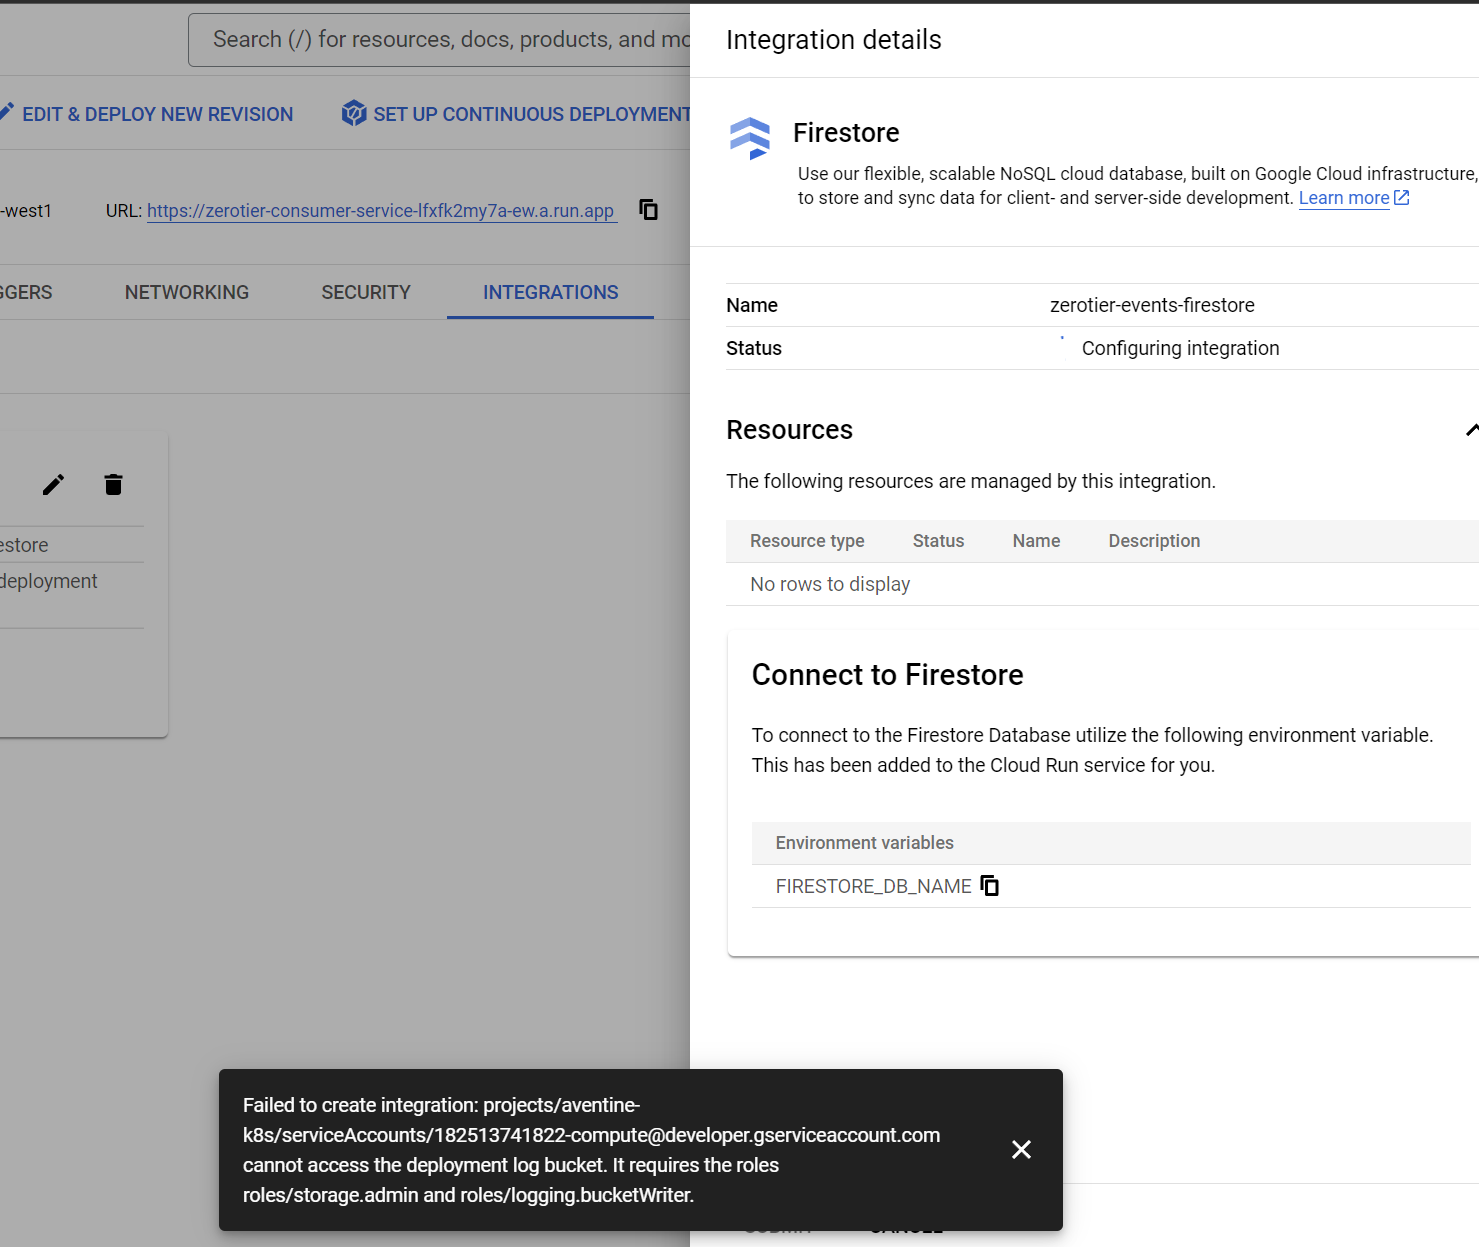 Search (/) for resources, docs, products, and mo
EDIT & DEPLOY NEW REVISION
SET UP CONTINUOUS DEPLOYMENT
-west1
URL: https://zerotier-consumer-service-lfxfk2my7a-ew.a.run.app
GGERS
NETWORKING
SECURITY
INTEGRATIONS
estore
deployment
Integration details
Firestore
Use our flexible, scalable NoSQL cloud database, built on Google Cloud infrastructure,
to store and sync data for client- and server-side development. Learn more
Name zerotier-events-firestore
Status Configuring integration
Resources
The following resources are managed by this integration.
Resource type Status Name Description
No rows to display
Connect to Firestore
To connect to the Firestore Database utilize the following environment variable.
This has been added to the Cloud Run service for you.
Environment variables
FIRESTORE_DB_NAME
Failed to create integration: projects/aventine-
k8s/serviceAccounts/182513741822-compute@developer.gserviceaccount.com
cannot access the deployment log bucket. It requires the roles
roles/storage.admin and roles/logging.bucketWriter.
SUBMIT CANCEL